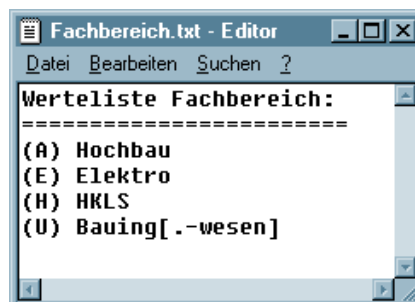 Fachbereich.txt - Editor
Datei Bearbeiten Suchen ?
Werteliste Fachbereich:
========================
(A) Hochbau
(E) Elektro
(H) HKLS
(U) Bauing[.-wesen]